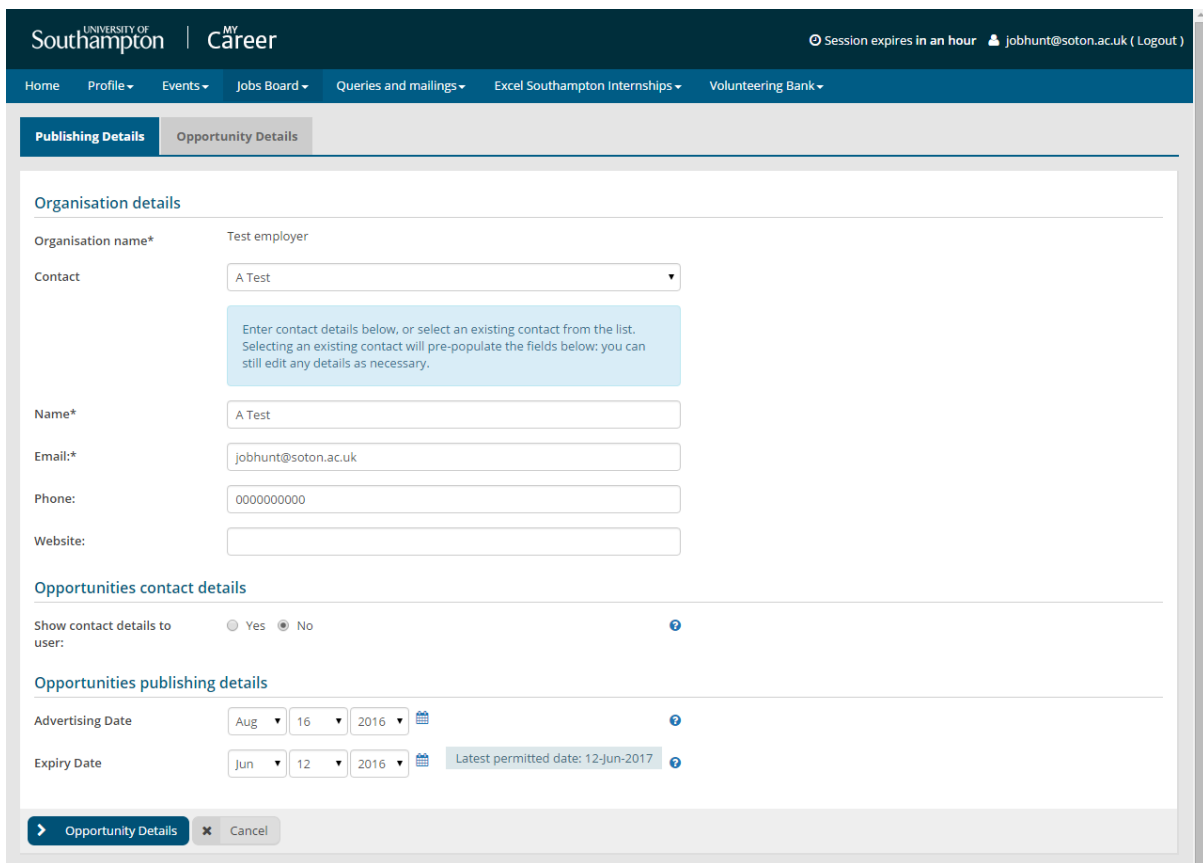 UNIVERSITY OF
Southampton | MY Career
Session expires in an hour jobhunt@soton.ac.uk ( Logout )
Home Profile Events Jobs Board Queries and mailings Excel Southampton Internships Volunteering Bank
Publishing Details Opportunity Details
Organisation details
Organisation name* Test employer
Contact A Test
Enter contact details below, or select an existing contact from the list.
Selecting an existing contact will pre-populate the fields below: you can
still edit any details as necessary.
Name* A Test
Email:* jobhunt@soton.ac.uk
Phone: 0000000000
Website:
Opportunities contact details
Show contact details to Yes No
user:
Opportunities publishing details
Advertising Date Aug 16 2016
Expiry Date Jun 12 2016 Latest permitted date: 12-Jun-2017
Opportunity Details Cancel